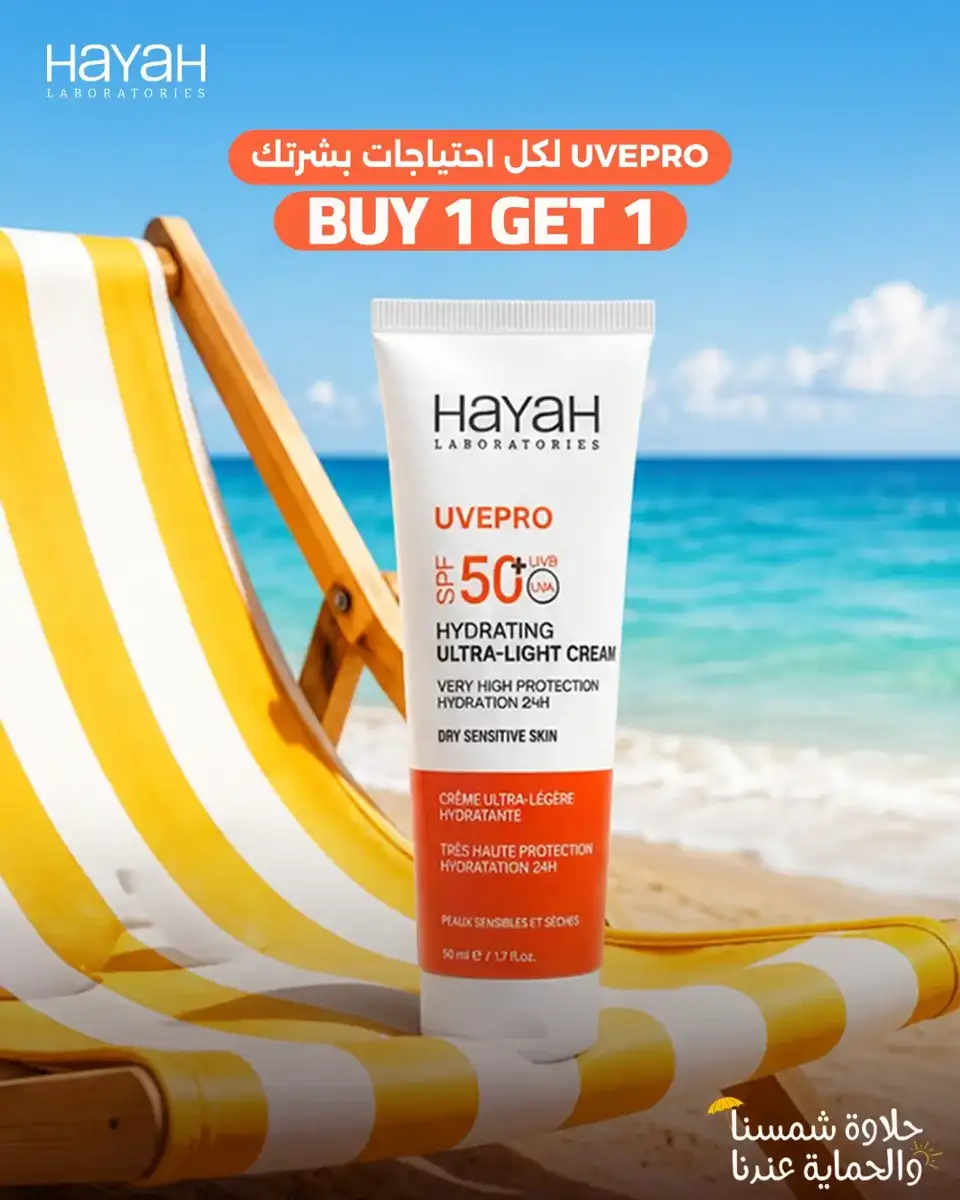 HAYAH
LABORATORIES
UVEPRO لكل احتياجات بشرتك
BUY 1 GET 1
HAYAH
LABORATORIES
UVEPRO
SPF 50+ UVB
UVA
HYDRATING
ULTRA-LIGHT CREAM
VERY HIGH PROTECTION
HYDRATION 24H
DRY SENSITIVE SKIN
CRÈME ULTRA-LÉGÈRE
HYDRATANTE
TRÈS HAUTE PROTECTION
HYDRATATION 24H
PEAUX SENSIBLES ET SÈCHES
50 ml e / 1.7 fl.oz.
حلاوة شمسنا
والحماية عندنا